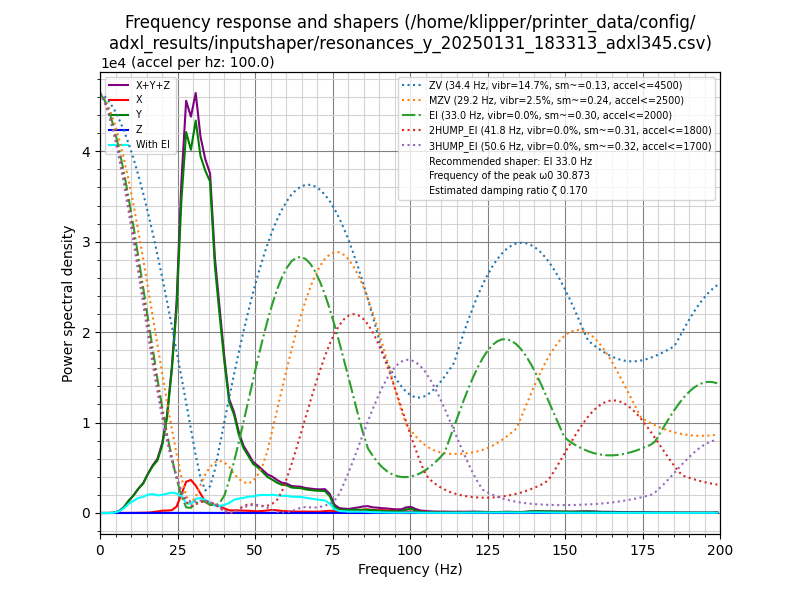 Frequency response and shapers (/home/klipper/printer_data/config/
adxl_results/inputshaper/resonances_y_20250131_183313_adxl345.csv)
1e4 (accel per hz: 100.0)
X+Y+Z
X
Y
Z
With EI
ZV (34.4 Hz, vibr=14.7%, sm~=0.13, accel<=4500)
MZV (29.2 Hz, vibr=2.5%, sm~=0.24, accel<=2500)
EI (33.0 Hz, vibr=0.0%, sm~=0.30, accel<=2000)
2HUMP_EI (41.8 Hz, vibr=0.0%, sm~=0.31, accel<=1800)
3HUMP_EI (50.6 Hz, vibr=0.0%, sm~=0.32, accel<=1700)
Recommended shaper: EI 33.0 Hz
Frequency of the peak ω0 30.873
Estimated damping ratio ζ 0.170
Power spectral density
4
3
2
1
0
0 25 50 75 100 125 150 175 200
Frequency (Hz)